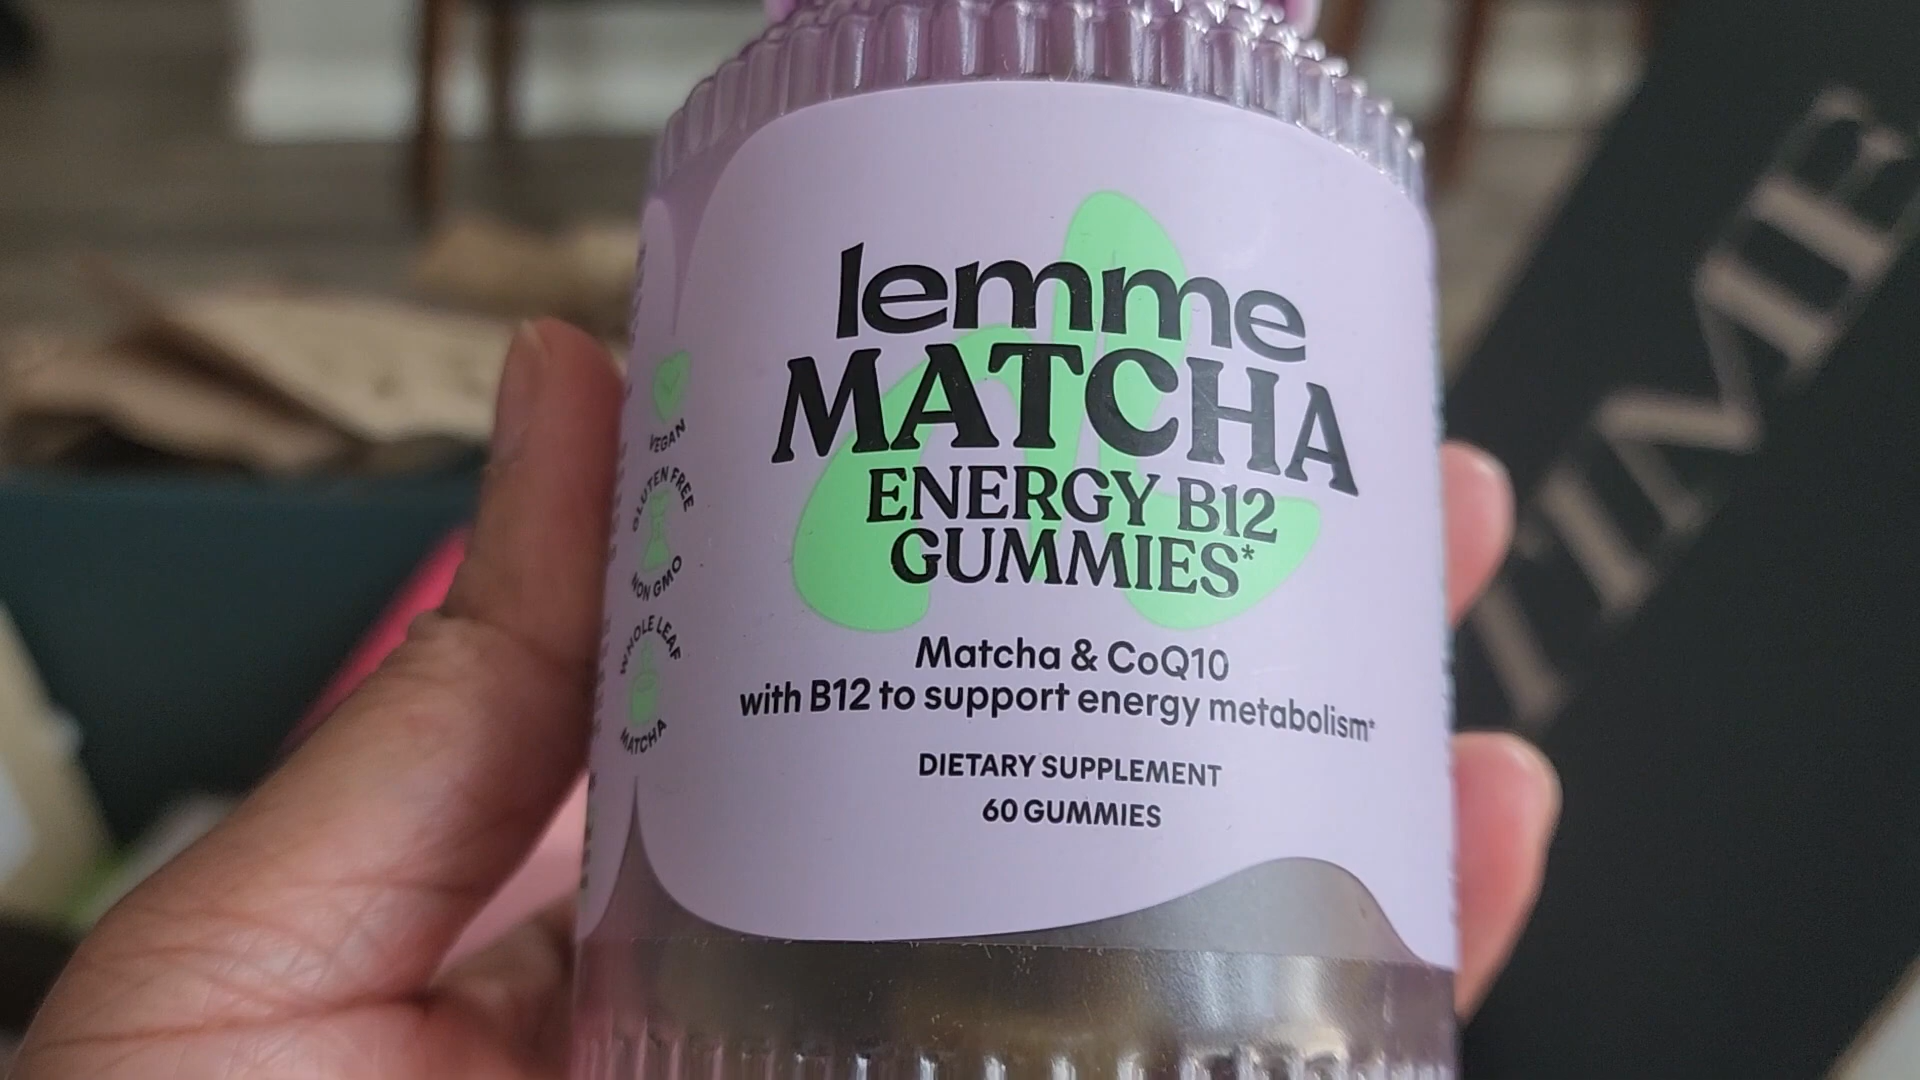 lemme
MATCHA
ENERGY B12
GUMMIES*
Matcha & CoQ10
with B12 to support energy metabolism*
DIETARY SUPPLEMENT
60 GUMMIES
VEGAN
GLUTEN FREE
NON GMO
WHOLE LEAF
MATCHA